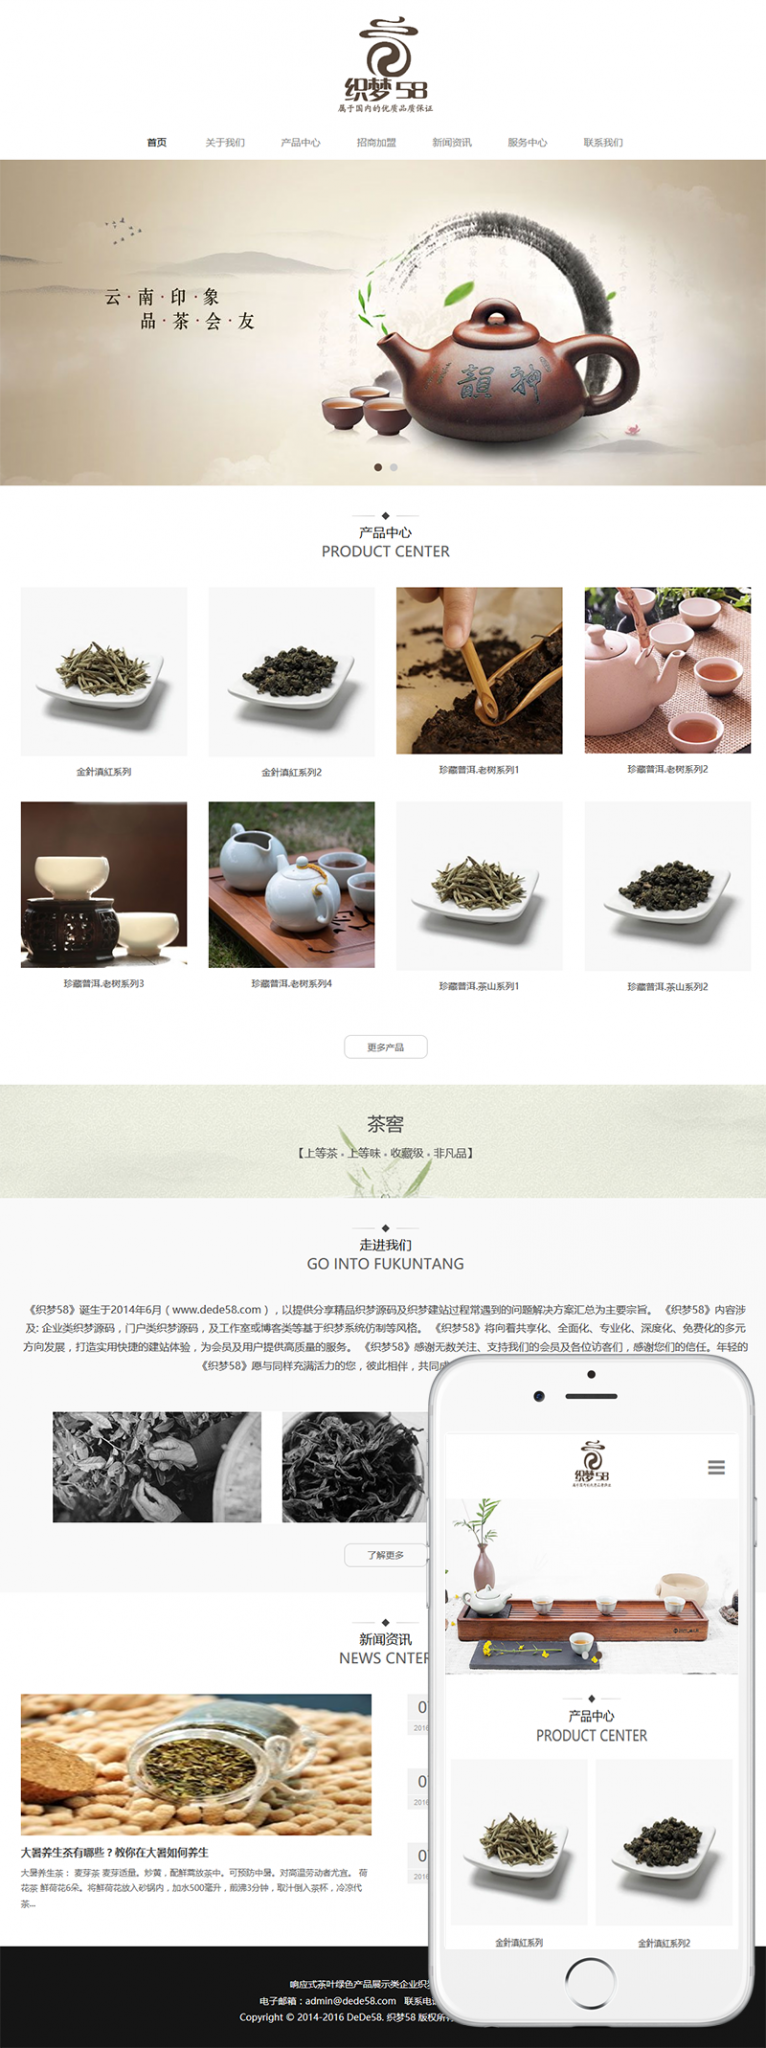 织梦58
属于国内的优质品质保证
首页 关于我们 产品中心 招商加盟 新闻资讯 服务中心 联系我们
云·南·印·象
品·茶·会·友
韻神
产品中心
PRODUCT CENTER
金針滇紅系列 金針滇紅系列2 珍藏普洱.老树系列1 珍藏普洱.老树系列2
珍藏普洱.老树系列3 珍藏普洱.老树系列4 珍藏普洱.茶山系列1 珍藏普洱.茶山系列2
更多产品
茶窖
【上等茶 · 上等味 · 收藏级 · 非凡品】
走进我们
GO INTO FUKUNTANG
《织梦58》诞生于2014年6月（www.dede58.com），以提供分享精品织梦源码及织梦建站过程常遇到的问题解决方案汇总为主要宗旨。 《织梦58》内容涉
及: 企业类织梦源码，门户类织梦源码，及工作室或博客类等基于织梦系统仿制等风格。 《织梦58》将向着共享化、全面化、专业化、深度化、免费化的多元
方向发展，打造实用快捷的建站体验，为会员及用户提供高质量的服务。 《织梦58》感谢无数关注、支持我们的会员及各位访客们，感谢您们的信任。年轻的
《织梦58》愿与同样充满活力的您，彼此相伴，共同
了解更多
新闻资讯
NEWS CNTER
大暑养生茶有哪些？教你在大暑如何养生
大暑养生茶： 麦芽茶 麦芽适量。炒黄，配鲜莴放茶中。可预防中暑。对高温劳动者尤宜。 荷
花茶 鲜荷花6朵。将鲜荷花放入砂锅内，加水500毫升，煎沸3分钟，取汁倒入茶杯，冷凉代
茶...
0
2016
0
2016
0
2016
响应式茶叶绿色产品展示类企业织
电子邮箱：admin@dede58.com 联系电
Copyright © 2014-2016 DeDe58. 织梦58 版权所
织梦58
产品中心
PRODUCT CENTER
金針滇紅系列 金針滇紅系列2